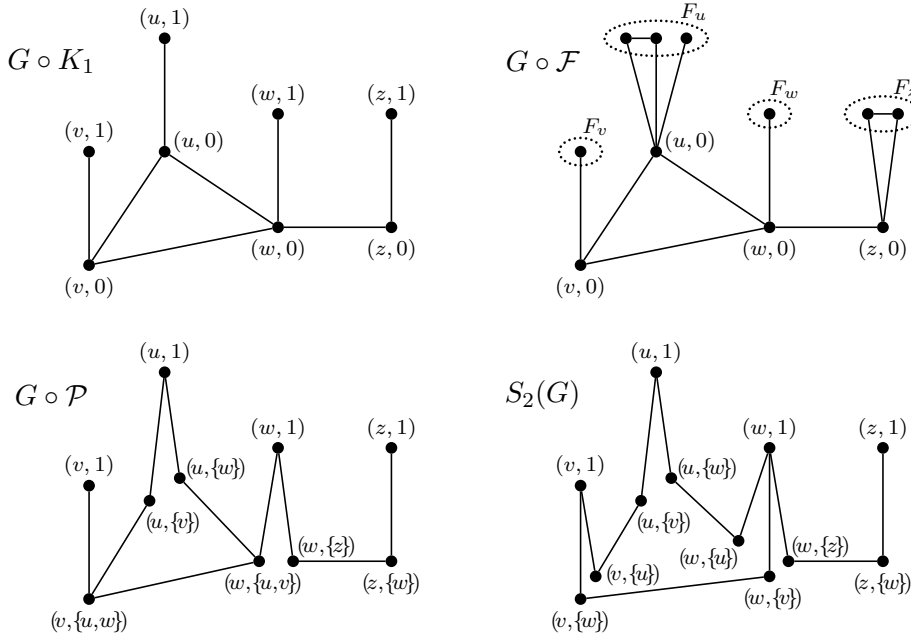 G ∘ K₁
(u, 1)
(v, 1)
(w, 1)
(z, 1)
(u, 0)
(v, 0)
(w, 0)
(z, 0)
G ∘ ℱ
F_u
F_v
F_w
(u, 0)
(v, 0)
(w, 0)
(z, 0)
G ∘ 𝒫
(u, 1)
(v, 1)
(w, 1)
(z, 1)
(u,{w})
(u,{v})
(w,{z})
(w,{u,v})
(z,{w})
(v,{u,w})
S₂(G)
(u, 1)
(v, 1)
(w, 1)
(z, 1)
(u,{w})
(u,{v})
(w,{u})
(w,{z})
(v,{u})
(w,{v})
(z,{w})
(v,{w})